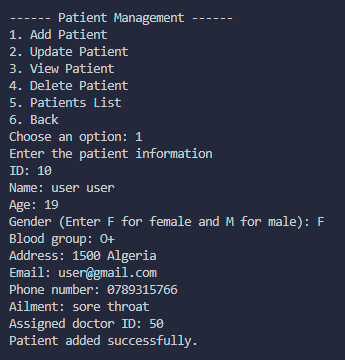 ------ Patient Management ------
1. Add Patient
2. Update Patient
3. View Patient
4. Delete Patient
5. Patients List
6. Back
Choose an option: 1
Enter the patient information
ID: 10
Name: user user
Age: 19
Gender (Enter F for female and M for male): F
Blood group: O+
Address: 1500 Algeria
Email: user@gmail.com
Phone number: 0789315766
Ailment: sore throat
Assigned doctor ID: 50
Patient added successfully.